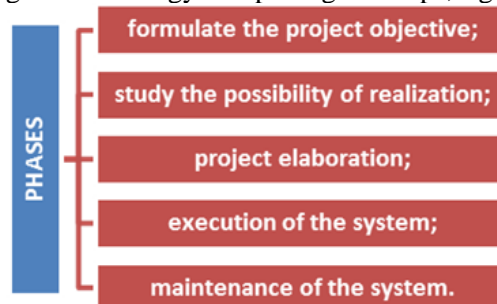 formulate the project objective;
study the possibility of realization;
PHASES
project elaboration;
execution of the system;
maintenance of the system.